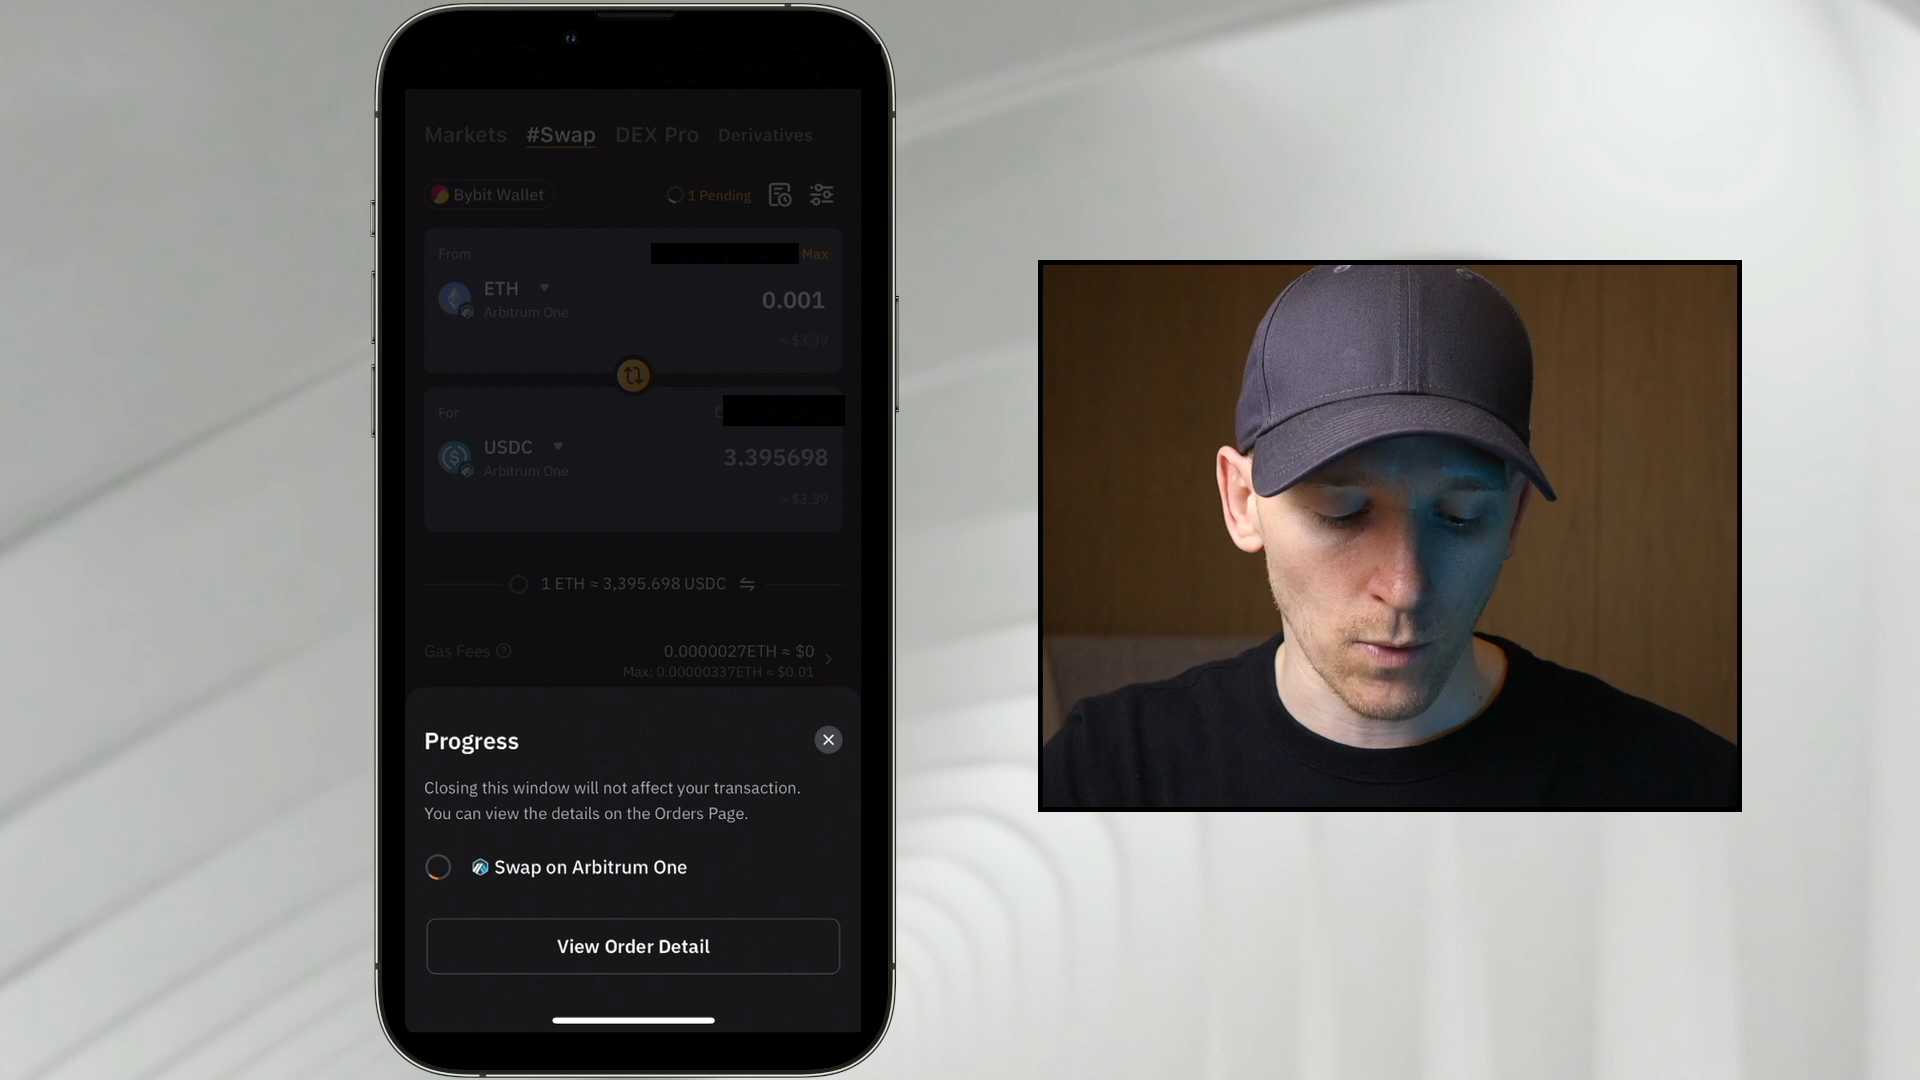 Markets #Swap DEX Pro Derivatives
Bybit Wallet 1 Pending
From Max
ETH 0.001
Arbitrum One
≈ $3.39
For
USDC 3.395698
Arbitrum One
≈ $3.39
1 ETH ≈ 3,395.698 USDC
Gas Fees 0.0000027ETH ≈ $0
Max: 0.00000337ETH ≈ $0.01
Progress
Closing this window will not affect your transaction.
You can view the details on the Orders Page.
Swap on Arbitrum One
View Order Detail